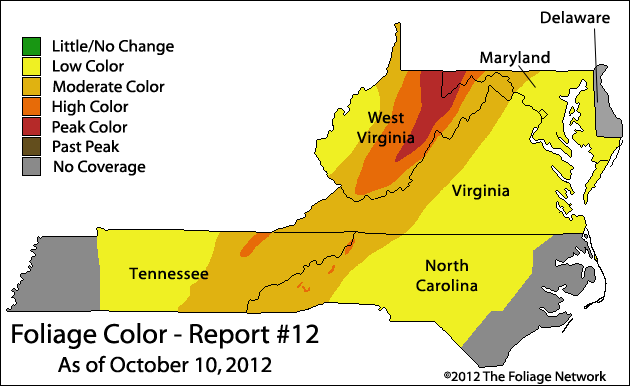 Delaware
Maryland
Little/No Change
Low Color
Moderate Color
High Color
Peak Color
Past Peak
No Coverage
West
Virginia
Virginia
Tennessee
North
Carolina
Foliage Color - Report #12
As of October 10, 2012
©2012 The Foliage Network